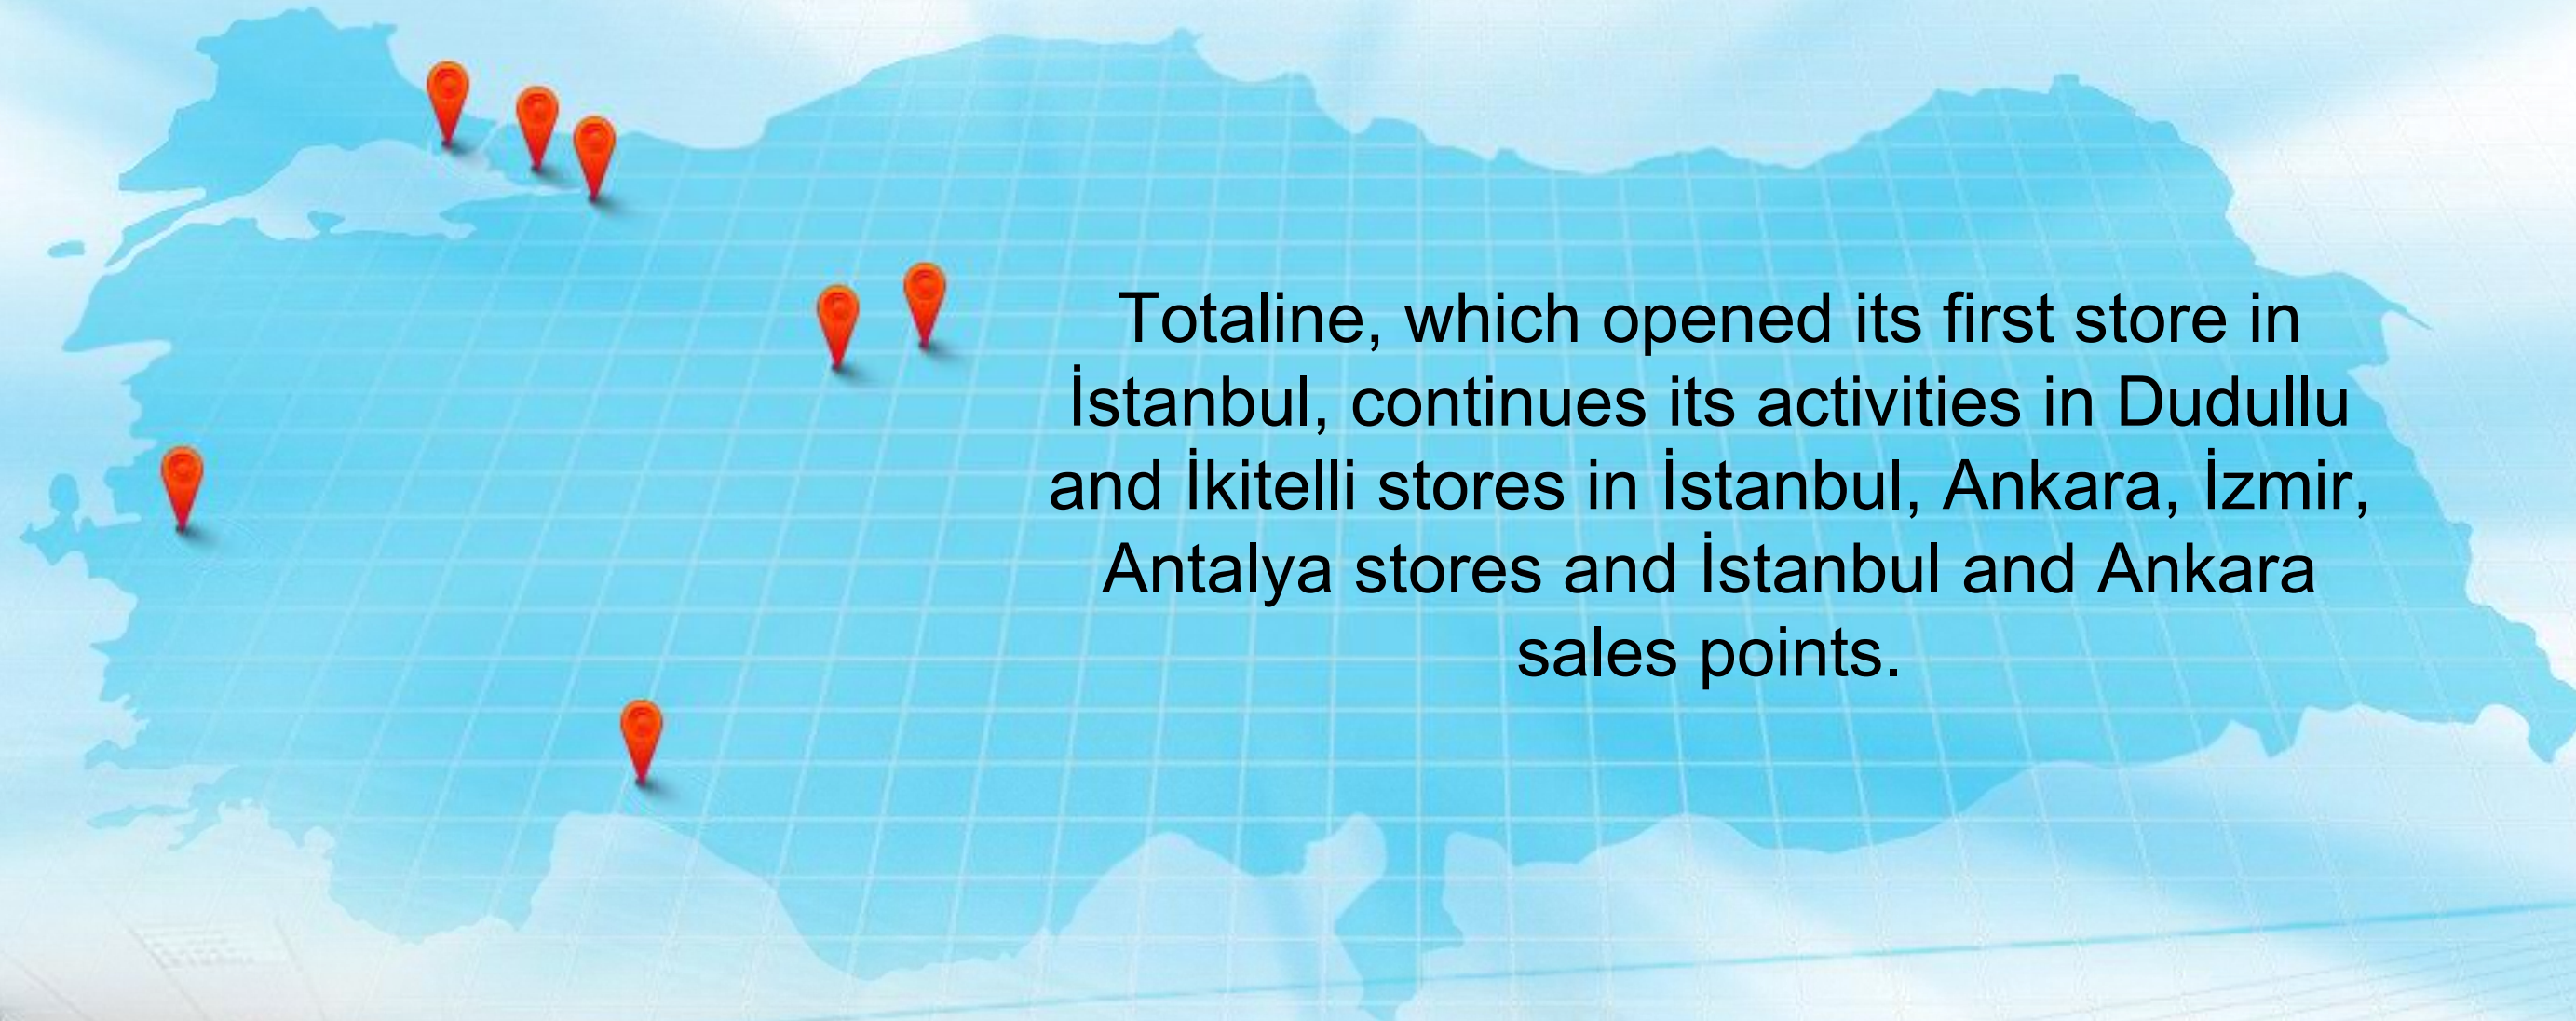 Totaline, which opened its first store in
İstanbul, continues its activities in Dudullu
and İkitelli stores in İstanbul, Ankara, İzmir,
Antalya stores and İstanbul and Ankara
sales points.